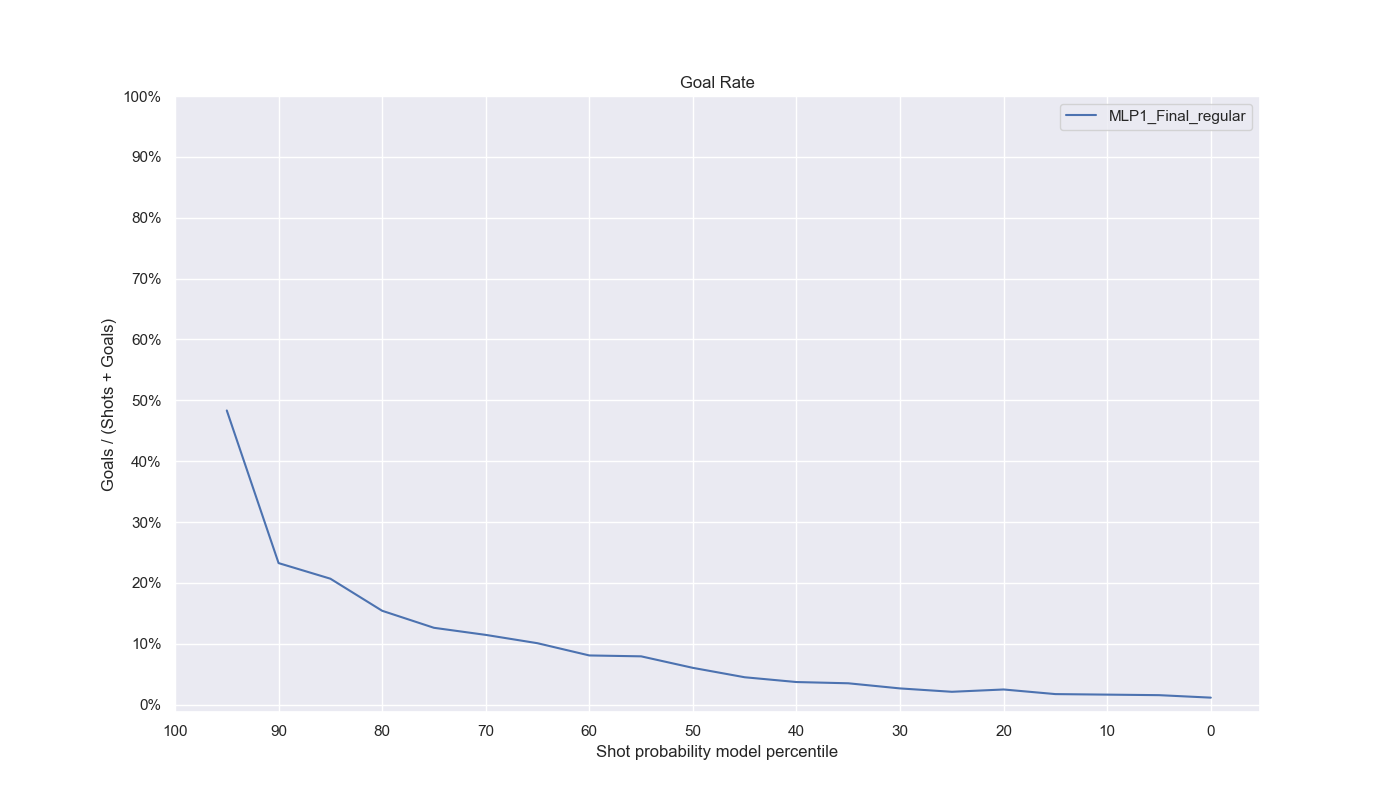 Goal Rate
100%
90%
80%
70%
60%
50%
40%
30%
20%
10%
0%
Goals / (Shots + Goals)
MLP1_Final_regular
100 90 80 70 60 50 40 30 20 10 0
Shot probability model percentile